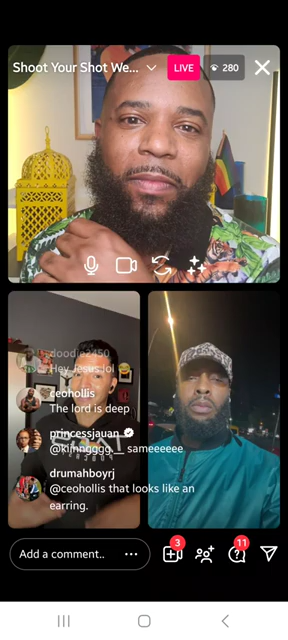 Shoot Your Shot We...
LIVE
280
doodie2450
Hey Jesus lol
ceohollis
The lord is deep
princessjauan
@kimngggg__ sameeeeee
drumahboyrj
@ceohollis that looks like an
earring.
Add a comment..
3
11